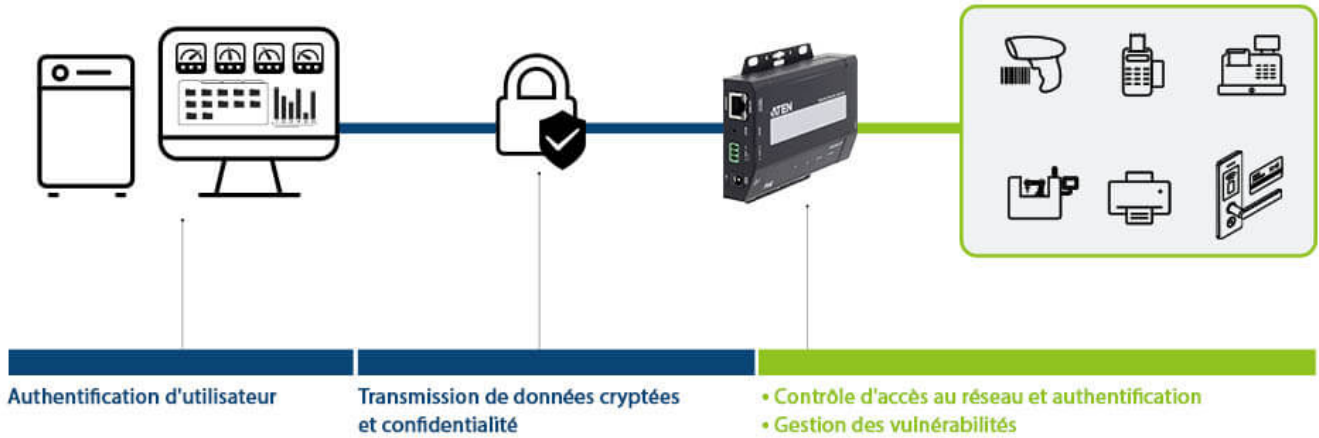 ATEN
Authentification d'utilisateur
Transmission de données cryptées
et confidentialité
• Contrôle d'accès au réseau et authentification
• Gestion des vulnérabilités